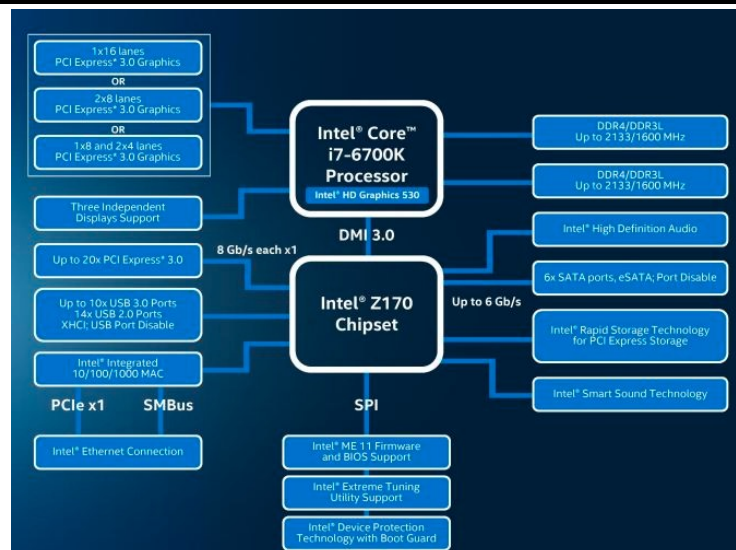 1x16 lanes
PCI Express* 3.0 Graphics
OR
2x8 lanes
PCI Express* 3.0 Graphics
OR
1x8 and 2x4 lanes
PCI Express* 3.0 Graphics
Three Independent
Displays Support
Up to 20x PCI Express* 3.0
8 Gb/s each x1
Up to 10x USB 3.0 Ports
14x USB 2.0 Ports
XHCI; USB Port Disable
Intel® Integrated
10/100/1000 MAC
PCIe x1
SMBus
Intel® Ethernet Connection
Intel® Core™
i7-6700K
Processor
Intel® HD Graphics 530
DMI 3.0
Intel® Z170
Chipset
SPI
Intel® ME 11 Firmware
and BIOS Support
Intel® Extreme Tuning
Utility Support
Intel® Device Protection
Technology with Boot Guard
DDR4/DDR3L
Up to 2133/1600 MHz
DDR4/DDR3L
Up to 2133/1600 MHz
Intel® High Definition Audio
6x SATA ports, eSATA; Port Disable
Up to 6 Gb/s
Intel® Rapid Storage Technology
for PCI Express Storage
Intel® Smart Sound Technology